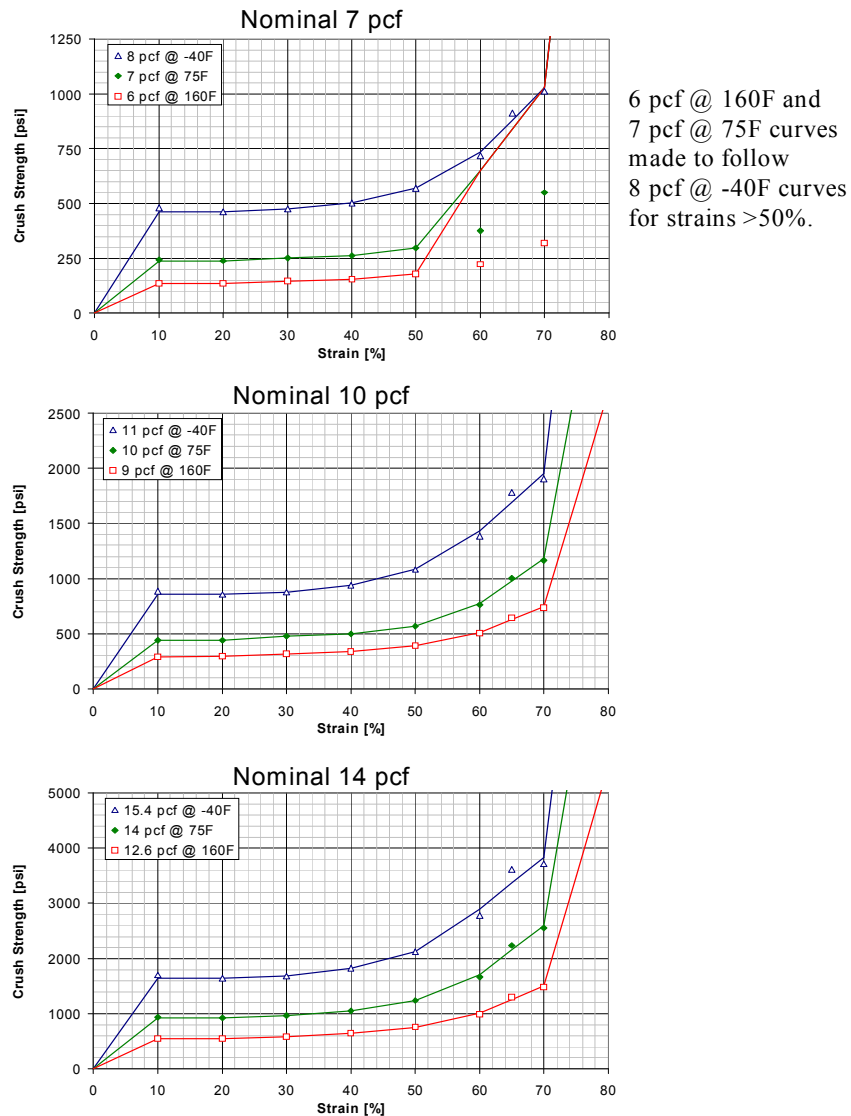 Nominal 7 pcf
1250
1000
750
500
250
0
Crush Strength [psi]
8 pcf @ -40F
7 pcf @ 75F
6 pcf @ 160F
0 10 20 30 40 50 60 70 80
Strain [%]
6 pcf @ 160F and
7 pcf @ 75F curves
made to follow
8 pcf @ -40F curves
for strains >50%.
Nominal 10 pcf
2500
2000
1500
1000
500
0
Crush Strength [psi]
11 pcf @ -40F
10 pcf @ 75F
9 pcf @ 160F
0 10 20 30 40 50 60 70 80
Strain [%]
Nominal 14 pcf
5000
4000
3000
2000
1000
0
Crush Strength [psi]
15.4 pcf @ -40F
14 pcf @ 75F
12.6 pcf @ 160F
0 10 20 30 40 50 60 70 80
Strain [%]